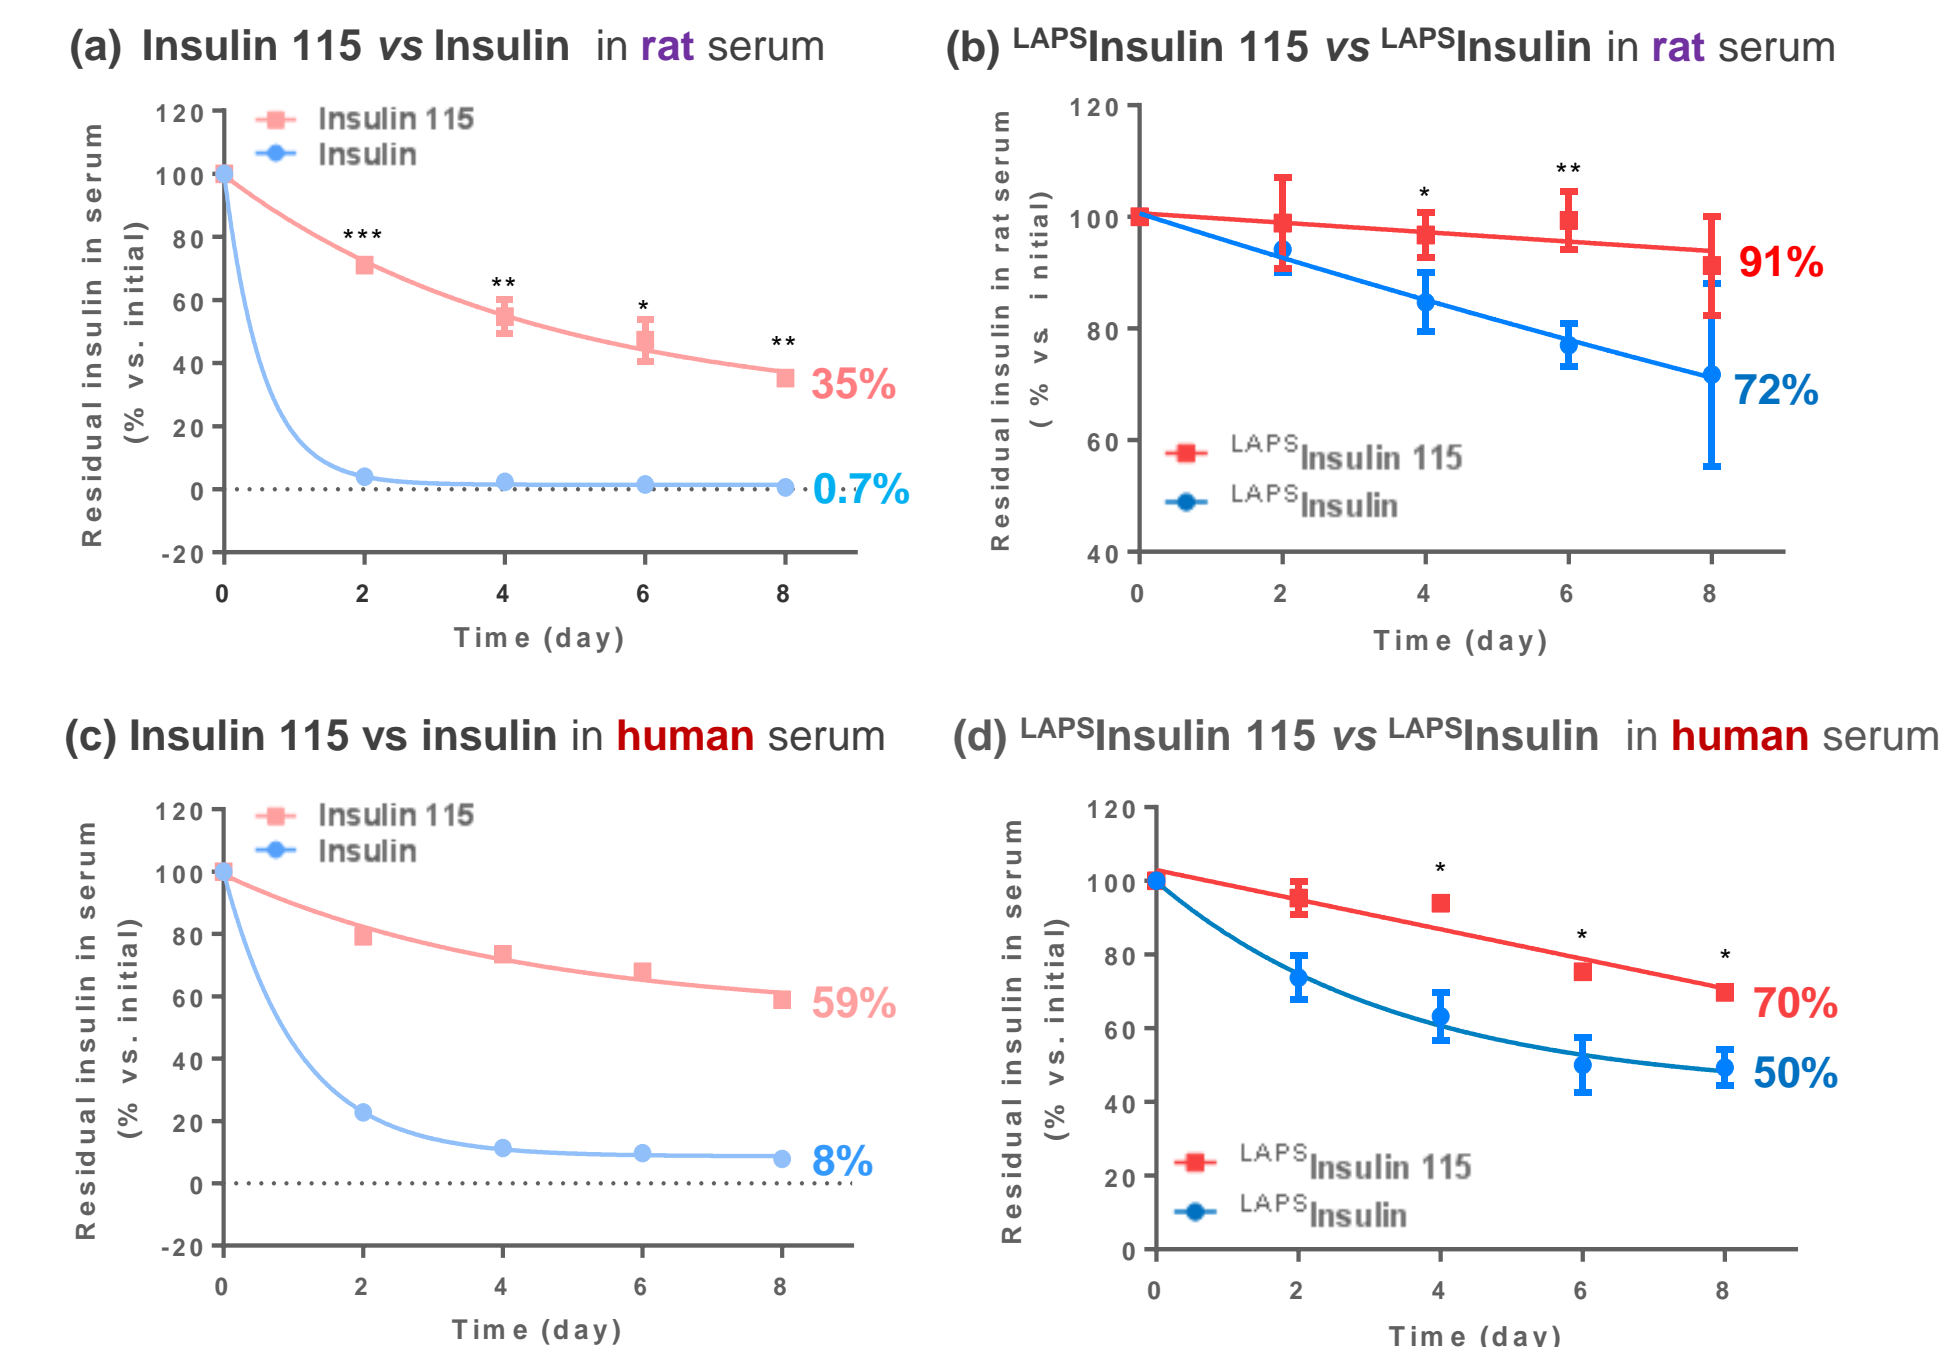 (a) Insulin 115 vs Insulin in rat serum
Residual insulin in serum
(% vs. initial)
120
100
80
60
40
20
0
-20
Insulin 115
Insulin
***
**
*
**
35%
0.7%
0 2 4 6 8
Time (day)
(b) LAPSInsulin 115 vs LAPSInsulin in rat serum
Residual insulin in rat serum
( % vs. initial)
120
100
80
60
40
*
**
91%
72%
LAPSInsulin 115
LAPSInsulin
0 2 4 6 8
Time (day)
(c) Insulin 115 vs insulin in human serum
Residual insulin in serum
(% vs. initial)
120
100
80
60
40
20
0
-20
Insulin 115
Insulin
59%
8%
0 2 4 6 8
Time (day)
(d) LAPSInsulin 115 vs LAPSInsulin in human serum
Residual insulin in serum
(% vs. initial)
120
100
80
60
40
20
0
*
*
*
70%
50%
LAPSInsulin 115
LAPSInsulin
0 2 4 6 8
Time (day)